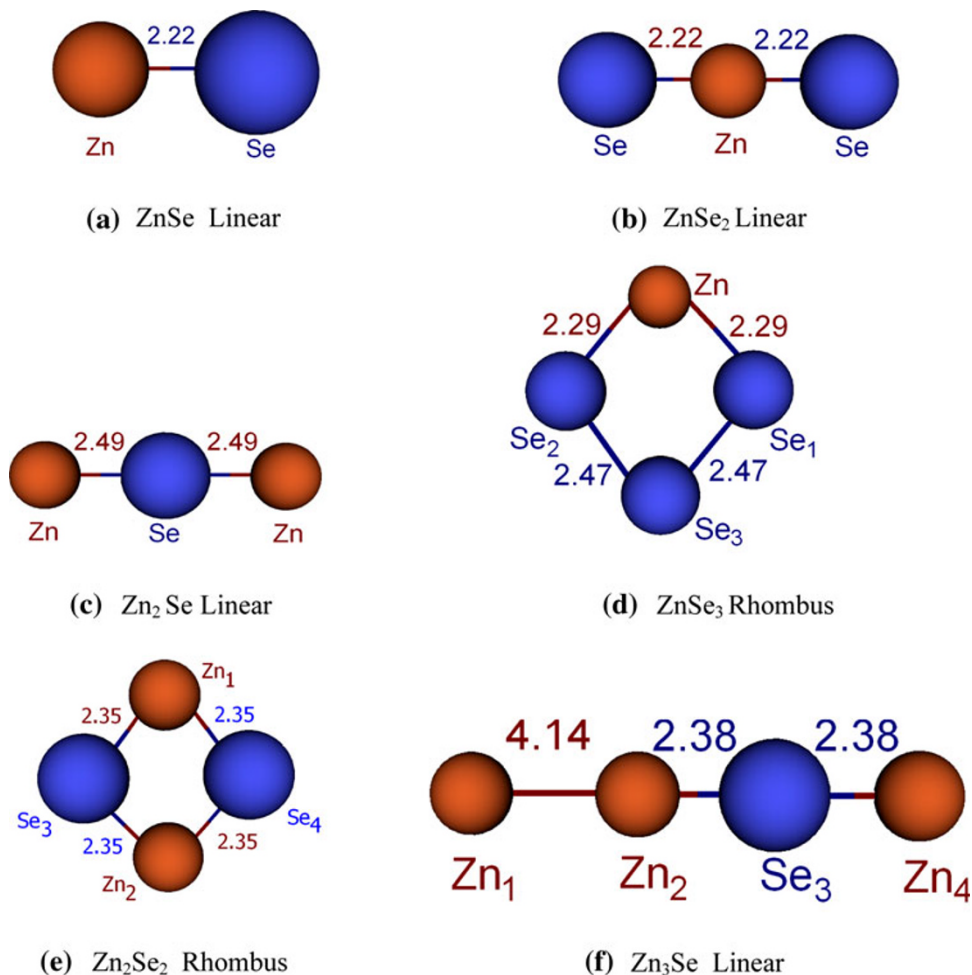 2.22
Zn Se
(a) ZnSe Linear
2.22 2.22
Se Zn Se
(b) ZnSe₂ Linear
2.49 2.49
Zn Se Zn
(c) Zn₂ Se Linear
Zn
2.29 2.29
Se₂ Se₁
2.47 2.47
Se₃
(d) ZnSe₃ Rhombus
Zn₁
2.35 2.35
Se₃ Se₄
2.35 2.35
Zn₂
(e) Zn₂Se₂ Rhombus
4.14 2.38 2.38
Zn₁ Zn₂ Se₃ Zn₄
(f) Zn₃Se Linear